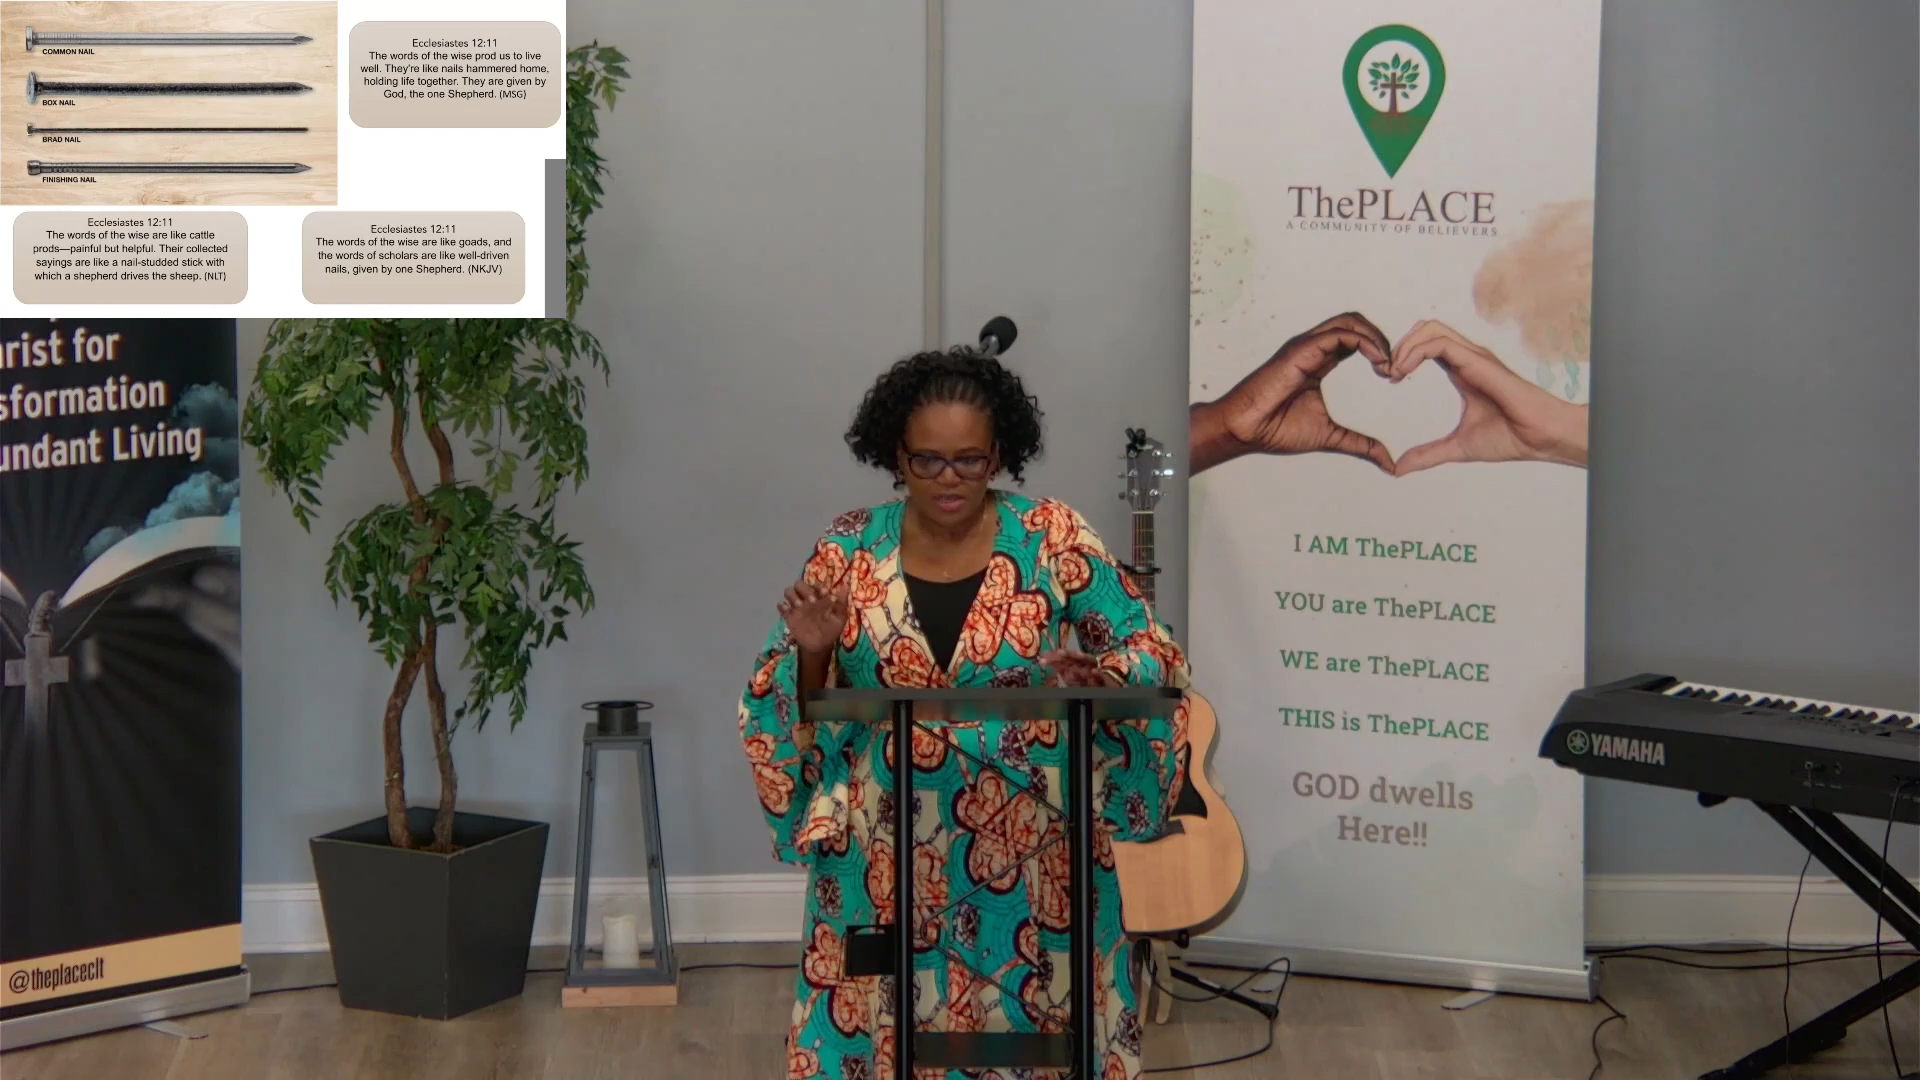 COMMON NAIL
BOX NAIL
BRAD NAIL
FINISHING NAIL
Ecclesiastes 12:11
The words of the wise prod us to live
well. They're like nails hammered home,
holding life together. They are given by
God, the one Shepherd. (MSG)
Ecclesiastes 12:11
The words of the wise are like cattle
prods—painful but helpful. Their collected
sayings are like a nail-studded stick with
which a shepherd drives the sheep. (NLT)
Ecclesiastes 12:11
The words of the wise are like goads, and
the words of scholars are like well-driven
nails, given by one Shepherd. (NKJV)
rist for
sformation
undant Living
@theplaceclt
ThePLACE
A COMMUNITY OF BELIEVERS
I AM ThePLACE
YOU are ThePLACE
WE are ThePLACE
THIS is ThePLACE
GOD dwells
Here!!
YAMAHA